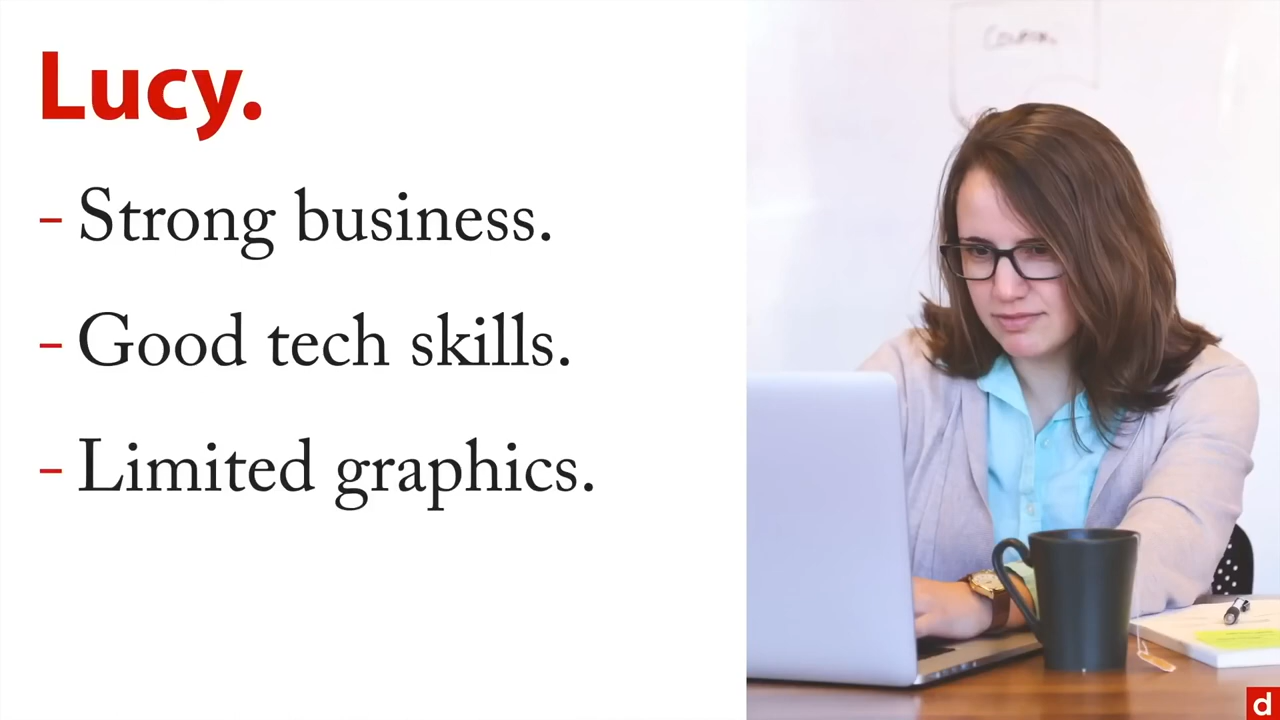 Lucy.
- Strong business.
- Good tech skills.
- Limited graphics.
d